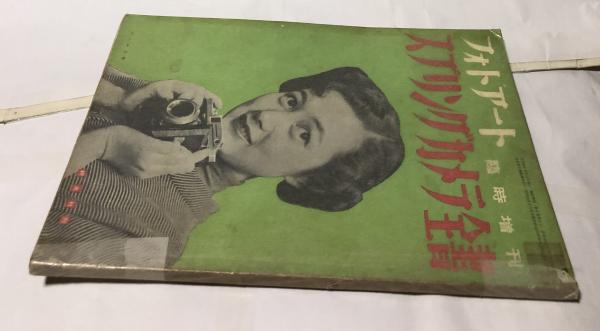 フォトアート
臨時増刊
スプリングカメラ全書